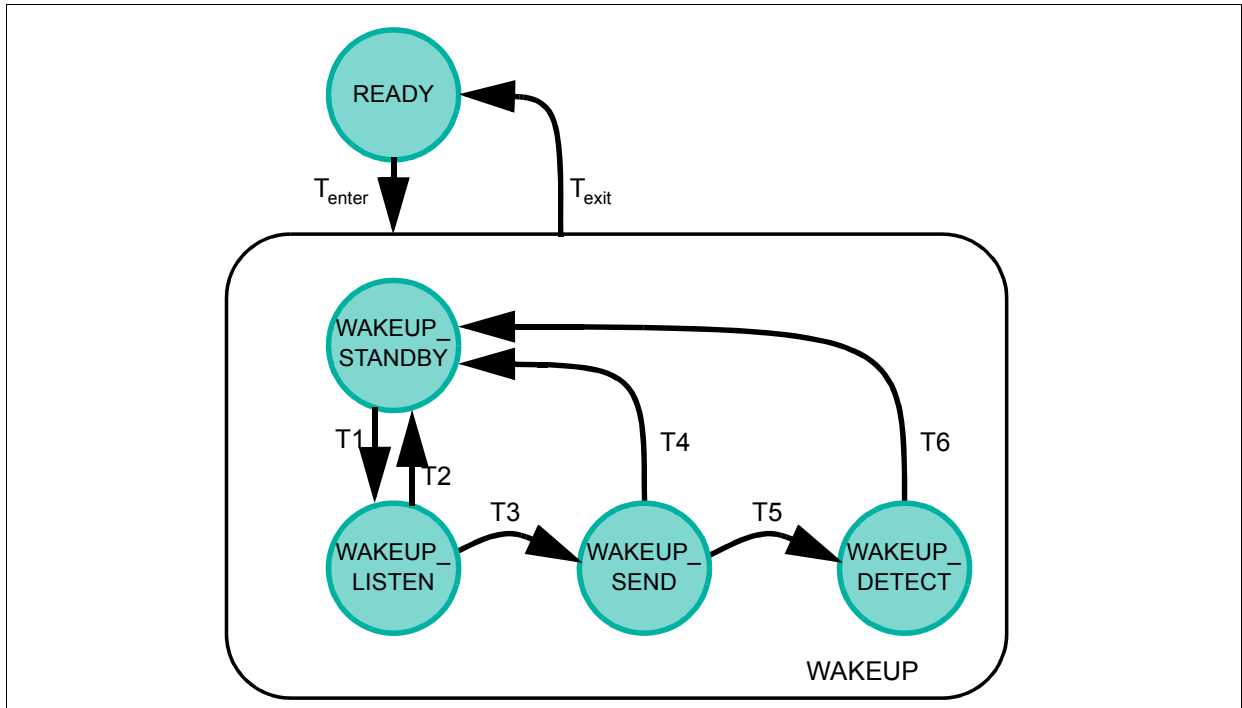 READY
T_enter
T_exit
WAKEUP_
STANDBY
T1
T2
T4
T6
T3
T5
WAKEUP_
LISTEN
WAKEUP_
SEND
WAKEUP_
DETECT
WAKEUP